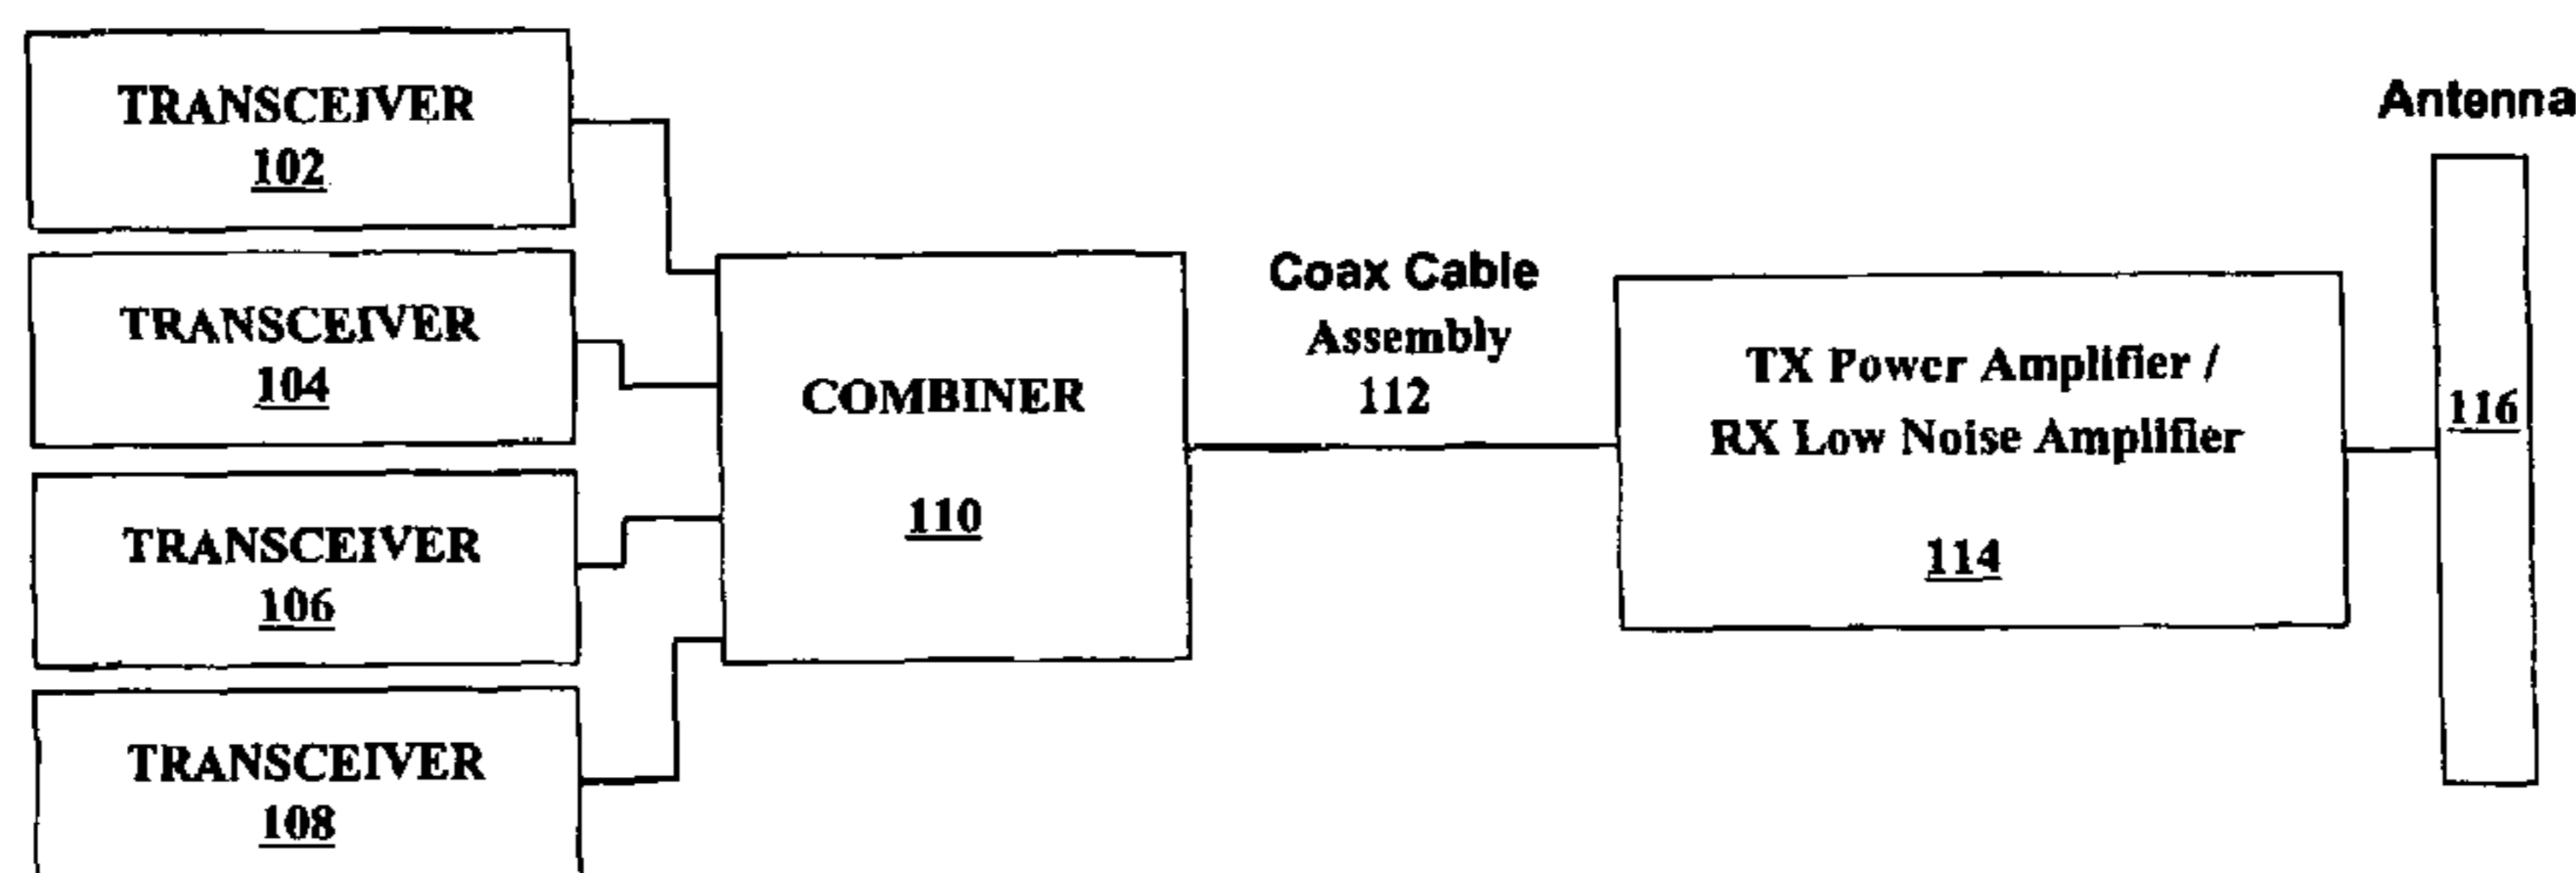 TRANSCEIVER
102
TRANSCEIVER
104
TRANSCEIVER
106
TRANSCEIVER
108
COMBINER
110
Coax Cable
Assembly
112
TX Power Amplifier /
RX Low Noise Amplifier
114
Antenna
116